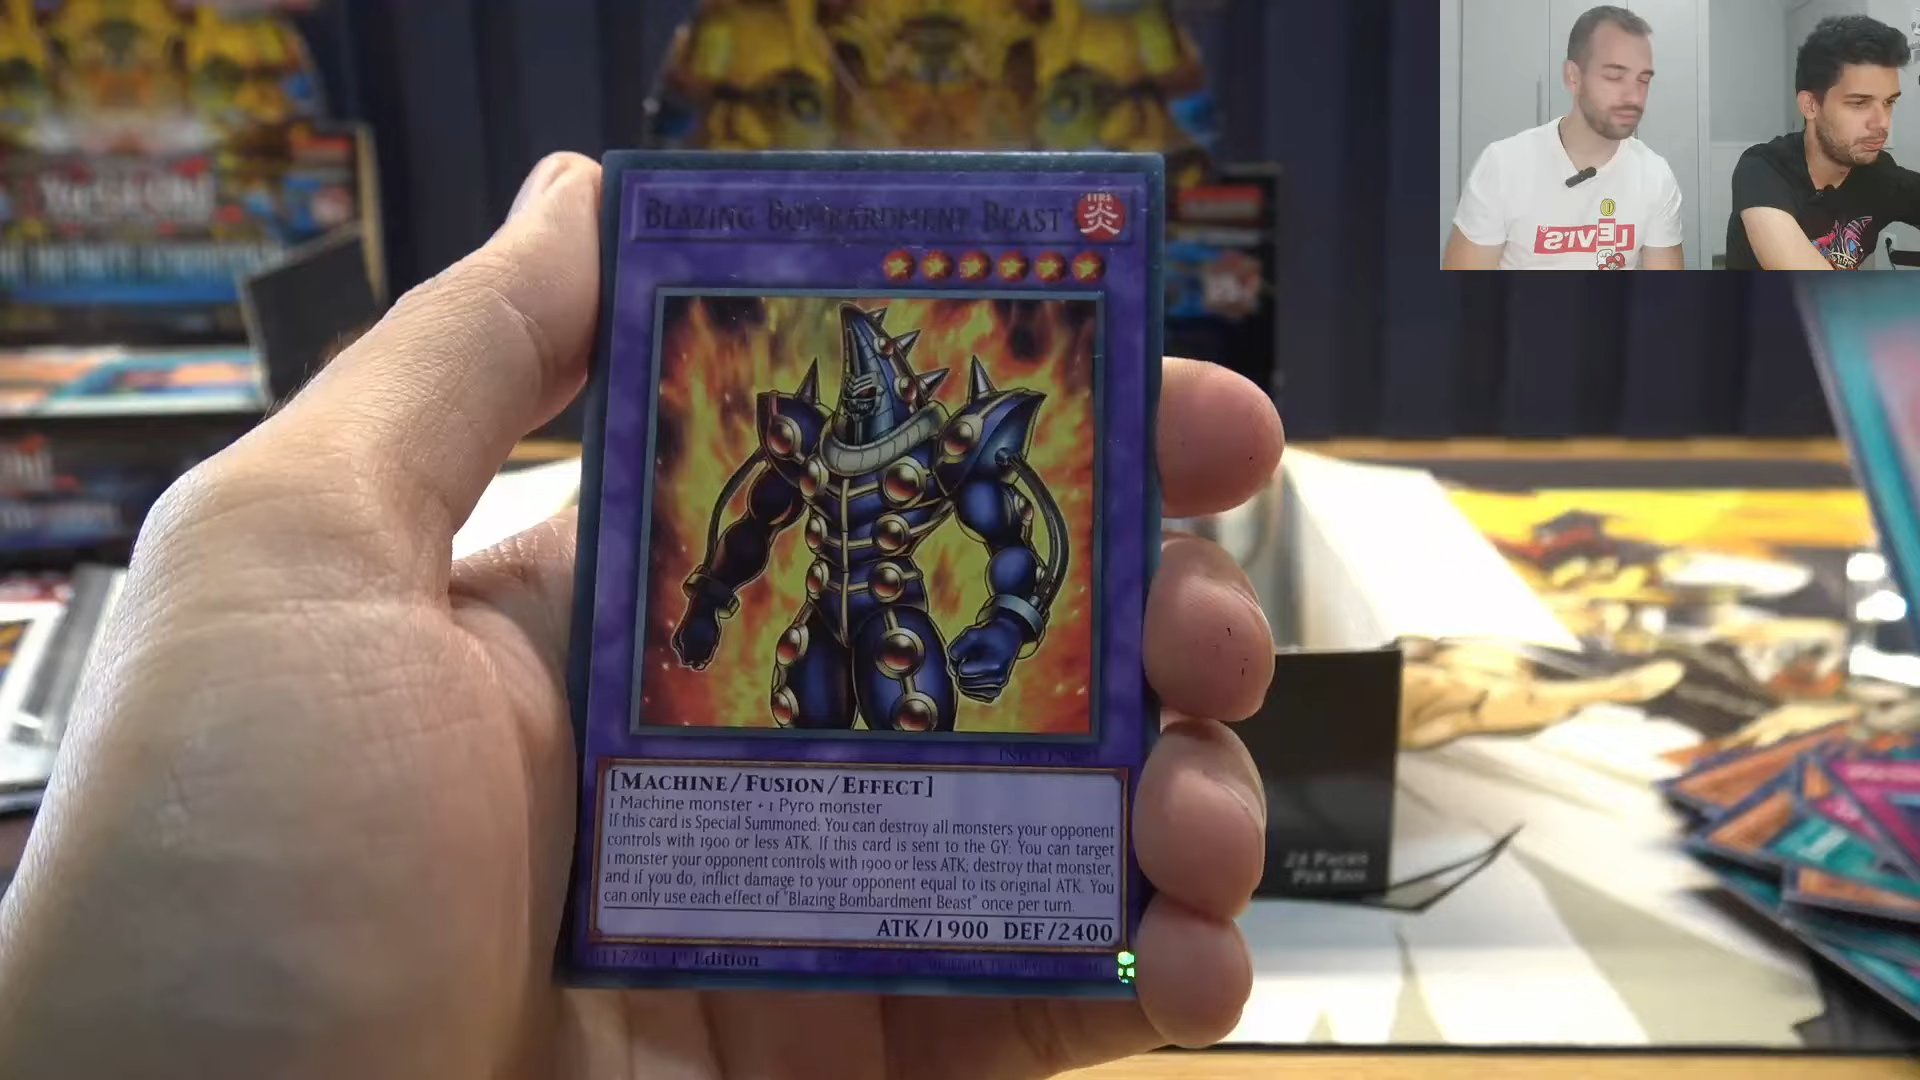 BLAZING BOMBARDMENT BEAST
FIRE
炎
LEVI'S
[MACHINE/FUSION/EFFECT]
1 Machine monster + 1 Pyro monster
If this card is Special Summoned: You can destroy all monsters your opponent
controls with 1900 or less ATK. If this card is sent to the GY: You can target
1 monster your opponent controls with 1900 or less ATK; destroy that monster,
and if you do, inflict damage to your opponent equal to its original ATK. You
can only use each effect of "Blazing Bombardment Beast" once per turn.
ATK/1900 DEF/2400
1st Edition
24 PACKS
PER BOX